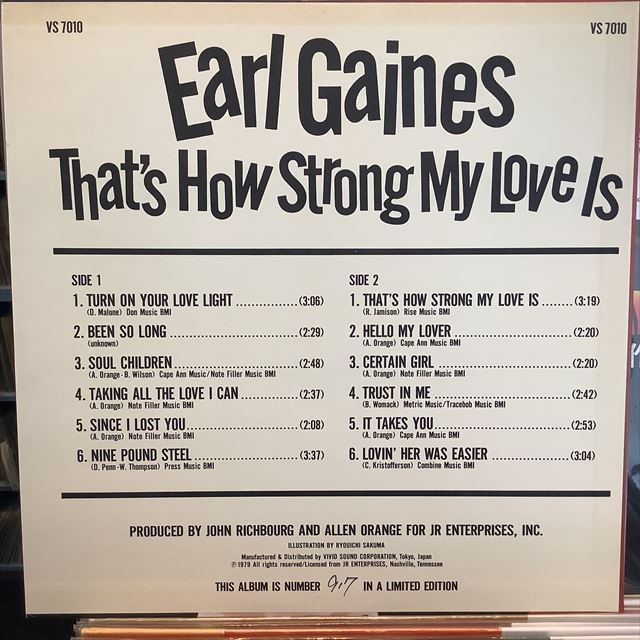 VS 7010
VS 7010
Earl Gaines
That's How Strong My Love Is
SIDE 1
1. TURN ON YOUR LOVE LIGHT ...............(3:06)
(D. Malone) Don Music BMI
2. BEEN SO LONG ..............................(2:29)
(unknown)
3. SOUL CHILDREN .............................(2:48)
(A. Orange - B. Wilson) Cape Ann Music/Note Filler Music BMI
4. TAKING ALL THE LOVE I CAN ..............(2:37)
(A. Orange) Note Filler Music BMI
5. SINCE I LOST YOU ..........................(2:08)
(A. Orange) Note Filler Music BMI
6. NINE POUND STEEL .........................(3:37)
(D. Penn - W. Thompson) Press Music BMI
SIDE 2
1. THAT'S HOW STRONG MY LOVE IS .......(3:19)
(R. Jamison) Rise Music BMI
2. HELLO MY LOVER ...........................(2:20)
(A. Orange) Cape Ann Music BMI
3. CERTAIN GIRL ...............................(2:20)
(A. Orange) Note Filler Music BMI
4. TRUST IN ME ................................(2:42)
(B. Womack) Metric Music/Tracebob Music BMI
5. IT TAKES YOU ...............................(2:53)
(A. Orange) Cape Ann Music BMI
6. LOVIN' HER WAS EASIER ..................(3:04)
(C. Kristofferson) Combine Music BMI
PRODUCED BY JOHN RICHBOURG AND ALLEN ORANGE FOR JR ENTERPRISES, INC.
ILLUSTRATION BY RYOUICHI SAKUMA
Manufactured & Distributed by VIVID SOUND CORPORATION, Tokyo, Japan
℗ 1979 All rights reserved/Licensed from JR ENTERPRISES, Nashville, Tennessee
THIS ALBUM IS NUMBER 917 IN A LIMITED EDITION